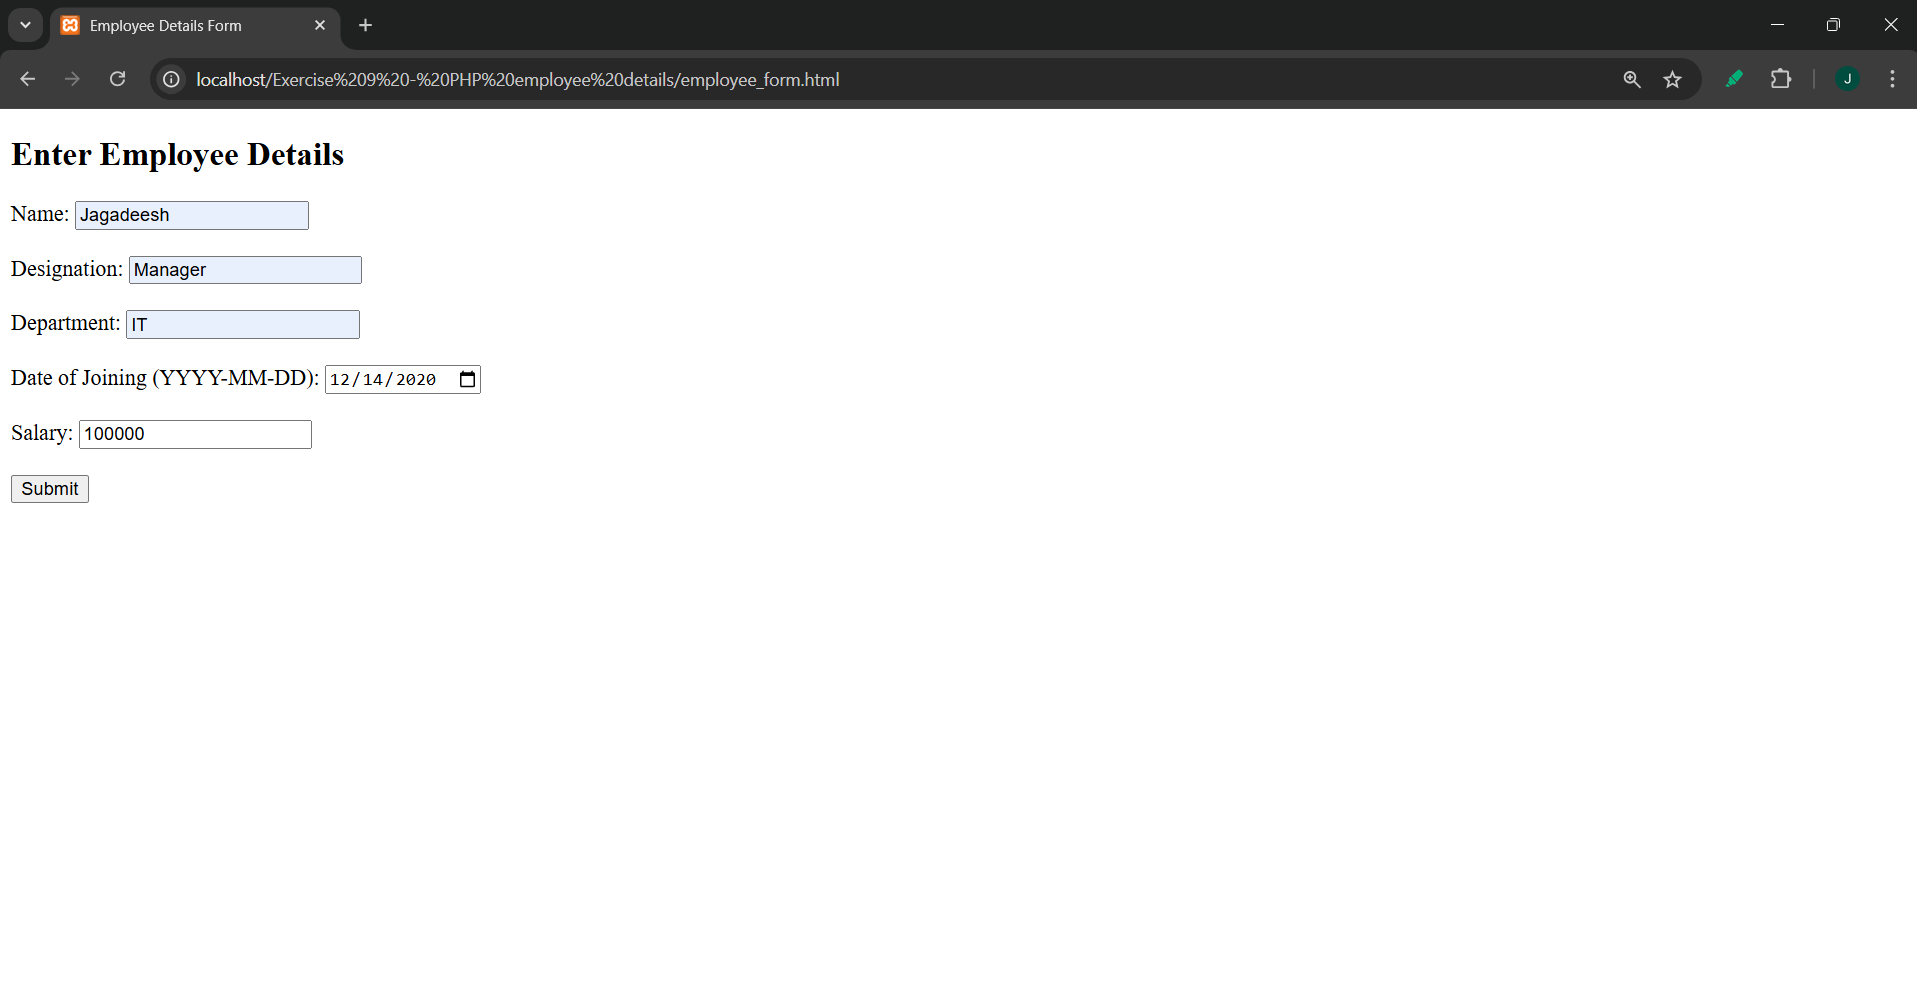 Employee Details Form
localhost/Exercise%209%20-%20PHP%20employee%20details/employee_form.html
J
Enter Employee Details
Name: Jagadeesh
Designation: Manager
Department: IT
Date of Joining (YYYY-MM-DD): 12/14/2020
Salary: 100000
Submit